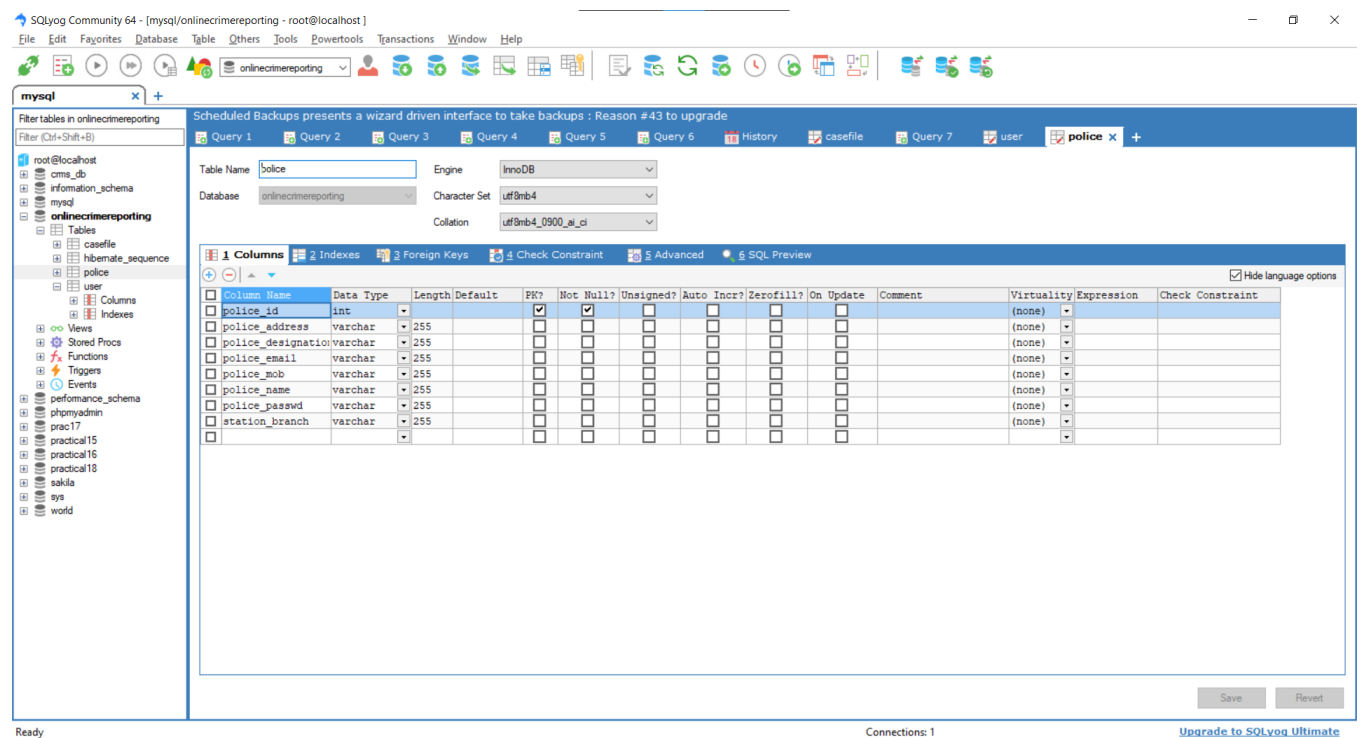 SQLyog Community 64 - [mysql/onlinecrimereporting - root@localhost ]
File Edit Favorites Database Table Others Tools Powertools Transactions Window Help
onlinecrimereporting
mysql x +
Filter tables in onlinecrimereporting
Filter (Ctrl+Shift+B)
root@localhost
cms_db
information_schema
mysql
onlinecrimereporting
Tables
casefile
hibernate_sequence
police
user
Columns
Indexes
Views
Stored Procs
Functions
Triggers
Events
perfomance_schema
phpmyadmin
prac17
practical15
practical16
practical18
sakila
sys
world
Scheduled Backups presents a wizard driven interface to take backups : Reason #43 to upgrade
Query 1 Query 2 Query 3 Query 4 Query 5 Query 6 18 History casefile Query 7 user police x +
Table Name police Engine InnoDB
Database onlinecrimereporting Character Set utf8mb4
Collation utf8mb4_0900_ai_ci
1 Columns 2 Indexes 3 Foreign Keys 4 Check Constraint 5 Advanced 6 SQL Preview
Hide language options
Column Name Data Type Length Default PK? Not Null? Unsigned? Auto Incr? Zerofill? On Update Comment Virtuality Expression Check Constraint
police_id int (none)
police_address varchar 255 (none)
police_designatio varchar 255 (none)
police_email varchar 255 (none)
police_mob varchar 255 (none)
police_name varchar 255 (none)
police_passwd varchar 255 (none)
station_branch varchar 255 (none)
Save Revert
Ready Connections: 1 Upgrade to SQLyog Ultimate